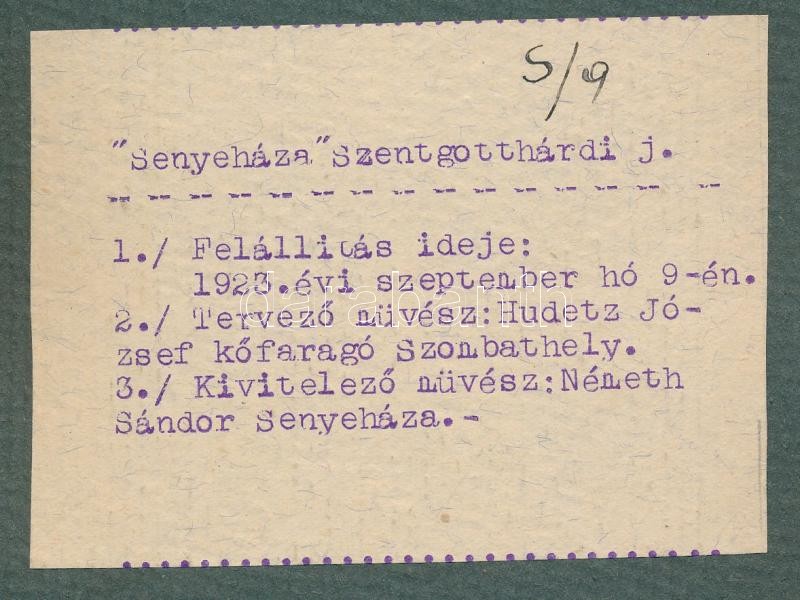 S/9
"Senyeháza" Szentgotthárdi j.
1./ Felállitás ideje:
1923.évi szeptember hó 9-én.
2./ Tervező müvész:Hudetz Jó-
zsef kőfaragó Szombathely.
3./ Kivitelező müvész:Németh
Sándor Senyeháza.-
darabanth